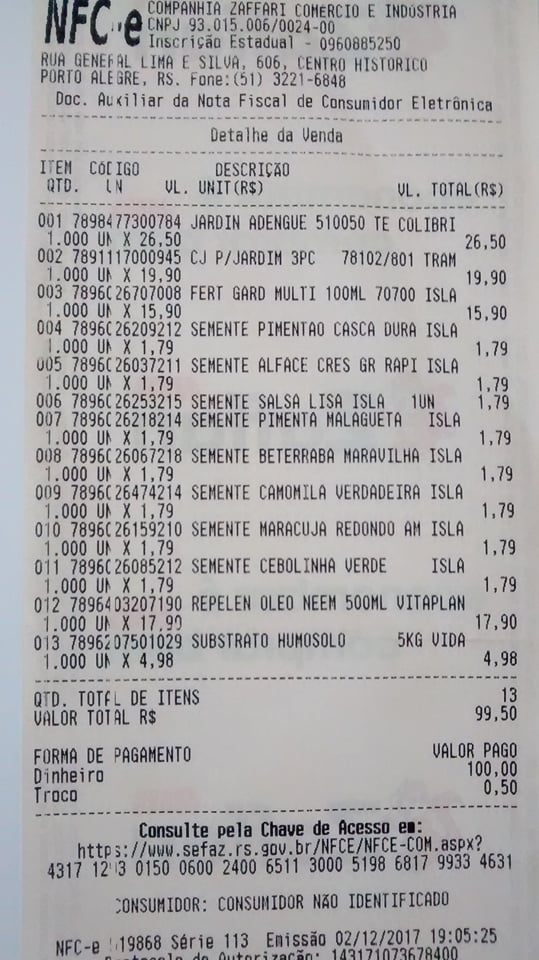 NFC-e COMPANHIA ZAFFARI COMERCIO E INDUSTRIA
CNPJ 93.015.006/0024-00
Inscrição Estadual - 0960885250
RUA GENERAL LIMA E SILVA, 606, CENTRO HISTORICO
PORTO ALEGRE, RS. Fone:(51) 3221-6848
Doc. Auxiliar da Nota Fiscal de Consumidor Eletrônica
Detalhe da Venda
ITEM CÓDIGO DESCRIÇÃO
QTD. UN VL. UNIT(R$) VL. TOTAL(R$)
001 7898477300784 JARDIN ADENGUE 510050 TE COLIBRI
1.000 UN X 26,50 26,50
002 7891117000945 CJ P/JARDIM 3PC 78102/801 TRAM
1.000 UN X 19,90 19,90
003 7896026707008 FERT GARD MULTI 100ML 70700 ISLA
1.000 UN X 15,90 15,90
004 7896026209212 SEMENTE PIMENTAO CASCA DURA ISLA
1.000 UN X 1,79 1,79
005 7896026037211 SEMENTE ALFACE CRES GR RAPI ISLA
1.000 UN X 1,79 1,79
006 7896026253215 SEMENTE SALSA LISA ISLA 1UN 1,79
007 7896026218214 SEMENTE PIMENTA MALAGUETA ISLA
1.000 UN X 1,79 1,79
008 7896026067218 SEMENTE BETERRABA MARAVILHA ISLA
1.000 UN X 1,79 1,79
009 7896026474214 SEMENTE CAMOMILA VERDADEIRA ISLA
1.000 UN X 1,79 1,79
010 7896026159210 SEMENTE MARACUJA REDONDO AM ISLA
1.000 UN X 1,79 1,79
011 7896026085212 SEMENTE CEBOLINHA VERDE ISLA
1.000 UN X 1,79 1,79
012 7896403207190 REPELEN OLEO NEEM 500ML VITAPLAN
1.000 UN X 17,90 17,90
013 7896207501029 SUBSTRATO HUMOSOLO 5KG VIDA
1.000 UN X 4,98 4,98
QTD. TOTAL DE ITENS 13
VALOR TOTAL R$ 99,50
FORMA DE PAGAMENTO VALOR PAGO
Dinheiro 100,00
Troco 0,50
Consulte pela Chave de Acesso em:
https://www.sefaz.rs.gov.br/NFCE/NFCE-COM.aspx?
4317 1293 0150 0600 2400 6511 3000 5198 6817 9933 4631
CONSUMIDOR: CONSUMIDOR NÃO IDENTIFICADO
NFC-e 519868 Série 113 Emissão 02/12/2017 19:05:25
Protocolo de Autorização: 143171073678400